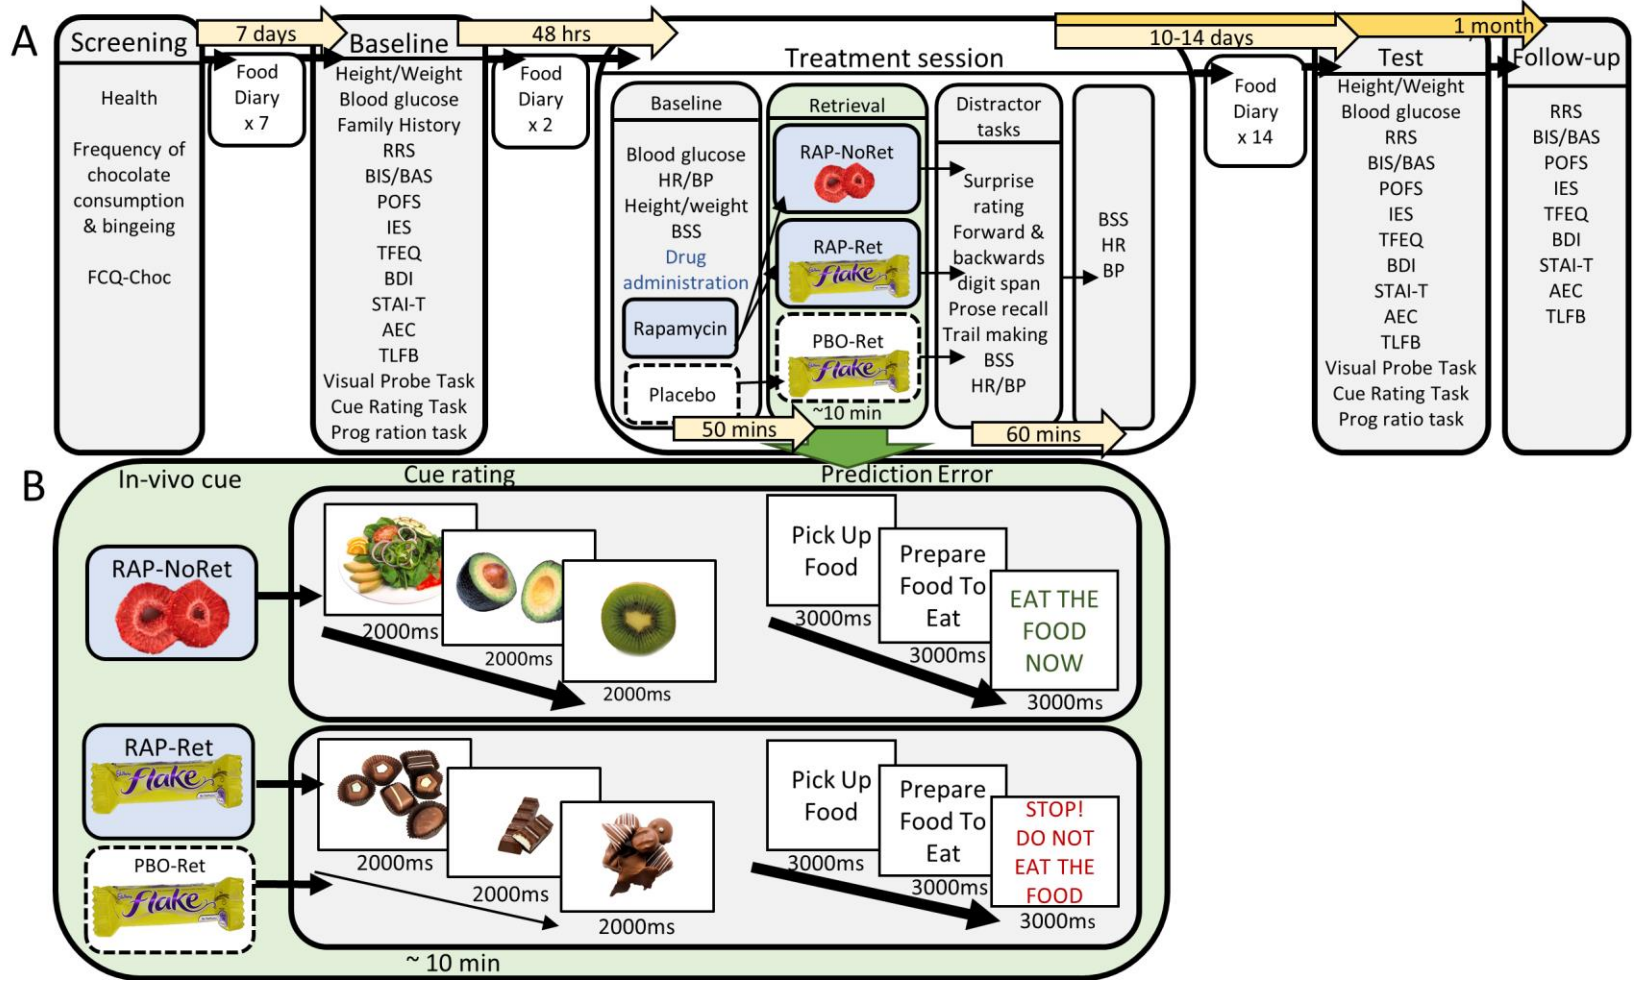 A
Screening
Health
Frequency of
chocolate
consumption
& bingeing
FCQ-Choc
7 days
Food
Diary
x 7
Baseline
Height/Weight
Blood glucose
Family History
RRS
BIS/BAS
POFS
IES
TFEQ
BDI
STAI-T
AEC
TLFB
Visual Probe Task
Cue Rating Task
Prog ration task
48 hrs
Food
Diary
x 2
Treatment session
Baseline
Blood glucose
HR/BP
Height/weight
BSS
Drug
administration
Rapamycin
Placebo
50 mins
Retrieval
RAP-NoRet
RAP-Ret
Flake
PBO-Ret
Flake
~10 min
Distractor
tasks
Surprise
rating
Forward &
backwards
digit span
Prose recall
Trail making
BSS
HR/BP
60 mins
BSS
HR
BP
10-14 days
Food
Diary
x 14
1 month
Test
Height/Weight
Blood glucose
RRS
BIS/BAS
POFS
IES
TFEQ
BDI
STAI-T
AEC
TLFB
Visual Probe Task
Cue Rating Task
Prog ratio task
Follow-up
RRS
BIS/BAS
POFS
IES
TFEQ
BDI
STAI-T
AEC
TLFB
B
In-vivo cue
Cue rating
Prediction Error
RAP-NoRet
2000ms
2000ms
2000ms
Pick Up
Food
3000ms
Prepare
Food To
Eat
3000ms
EAT THE
FOOD
NOW
3000ms
RAP-Ret
Flake
PBO-Ret
Flake
2000ms
2000ms
2000ms
Pick Up
Food
3000ms
Prepare
Food To
Eat
3000ms
STOP!
DO NOT
EAT THE
FOOD
3000ms
~ 10 min